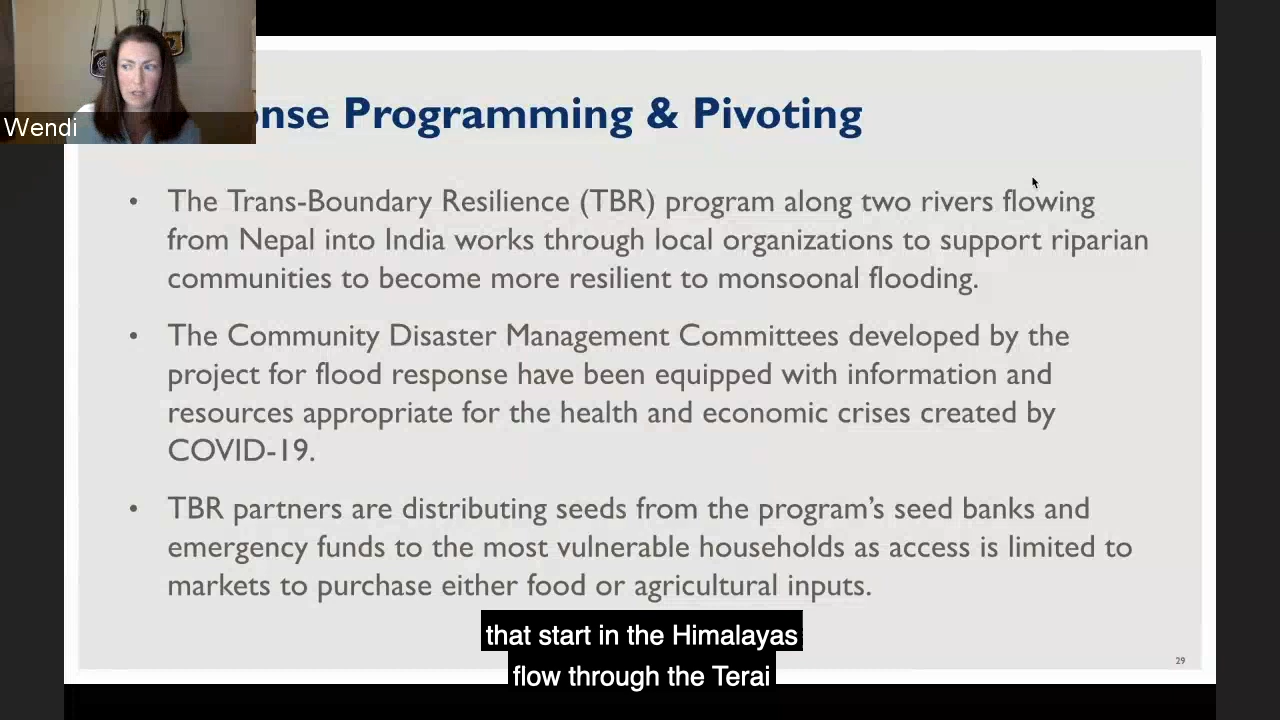 Wendi
onse Programming & Pivoting
• The Trans-Boundary Resilience (TBR) program along two rivers flowing
from Nepal into India works through local organizations to support riparian
communities to become more resilient to monsoonal flooding.
• The Community Disaster Management Committees developed by the
project for flood response have been equipped with information and
resources appropriate for the health and economic crises created by
COVID-19.
• TBR partners are distributing seeds from the program’s seed banks and
emergency funds to the most vulnerable households as access is limited to
markets to purchase either food or agricultural inputs.
that start in the Himalayas
flow through the Terai
29